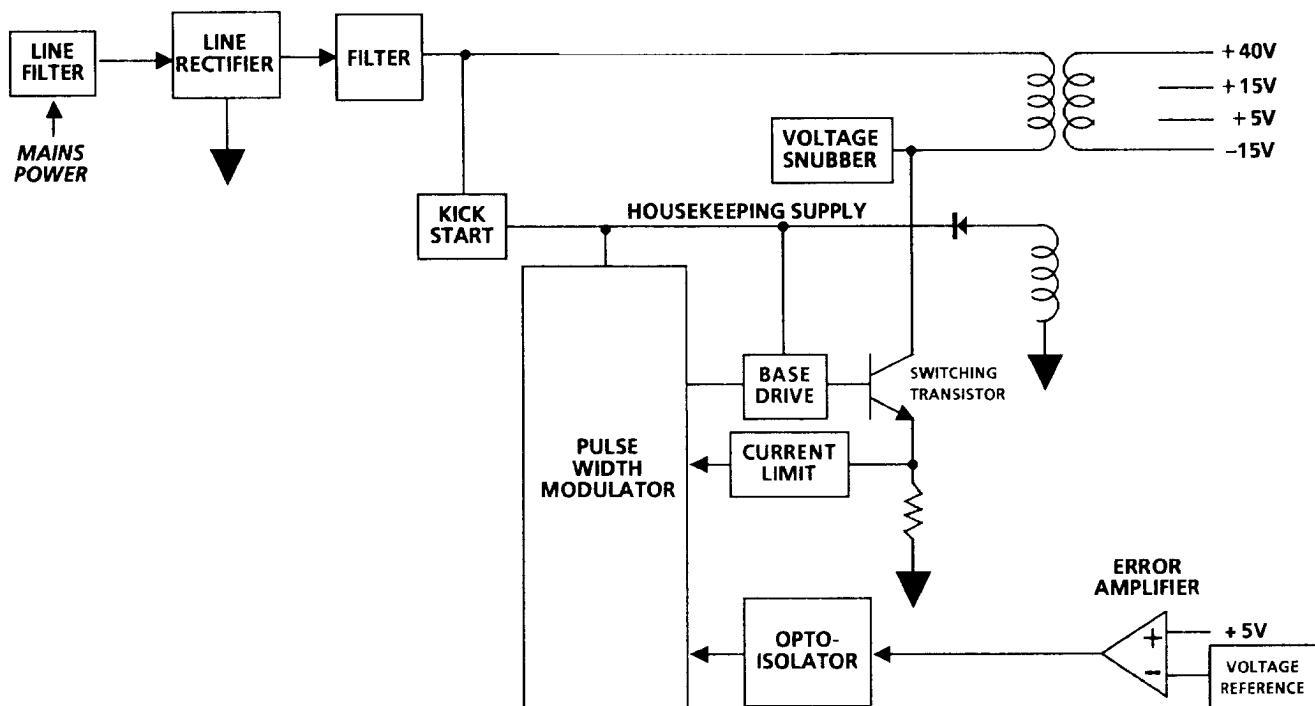 LINE
FILTER
MAINS
POWER
LINE
RECTIFIER
FILTER
+40V
+15V
+5V
–15V
VOLTAGE
SNUBBER
KICK
START
HOUSEKEEPING SUPPLY
BASE
DRIVE
SWITCHING
TRANSISTOR
PULSE
WIDTH
MODULATOR
CURRENT
LIMIT
OPTO-
ISOLATOR
ERROR
AMPLIFIER
+
–
+5V
VOLTAGE
REFERENCE